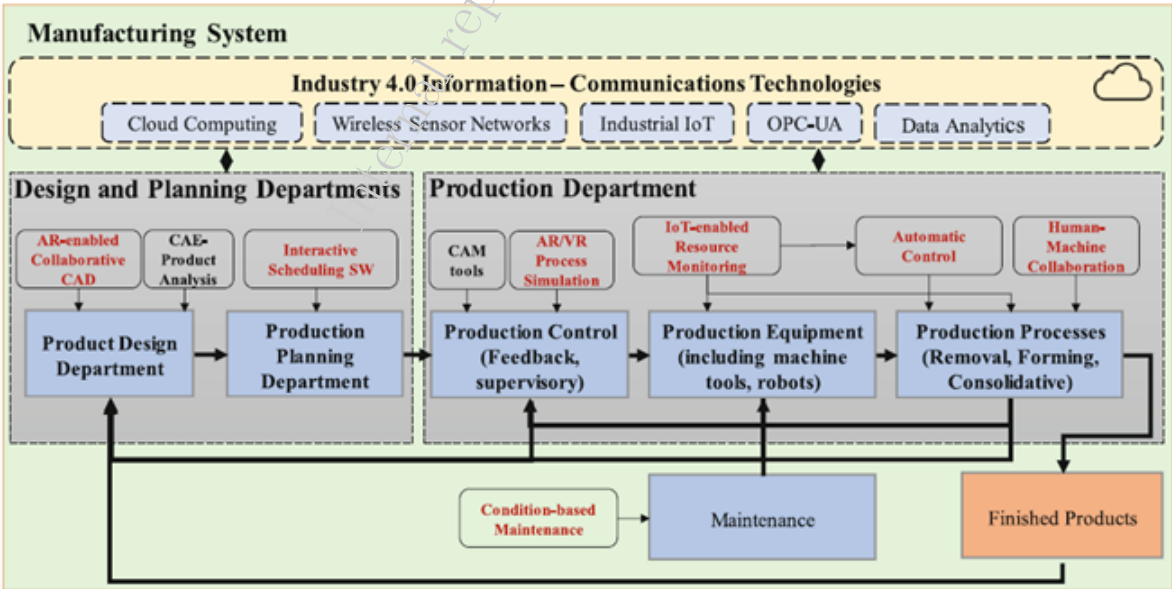 Manufacturing System
Industry 4.0 Information – Communications Technologies
Cloud Computing
Wireless Sensor Networks
Industrial IoT
OPC-UA
Data Analytics
Design and Planning Departments
AR-enabled
Collaborative
CAD
CAE-
Product
Analysis
Interactive
Scheduling SW
Product Design
Department
Production
Planning
Department
Production Department
CAM
tools
AR/VR
Process
Simulation
IoT-enabled
Resource
Monitoring
Automatic
Control
Human-
Machine
Collaboration
Production Control
(Feedback,
supervisory)
Production Equipment
(including machine
tools, robots)
Production Processes
(Removal, Forming,
Consolidative)
Condition-based
Maintenance
Maintenance
Finished Products
Internal rep